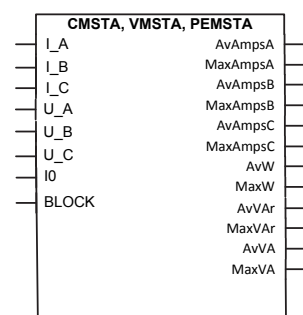 CMSTA, VMSTA, PEMSTA
I_A
I_B
I_C
U_A
U_B
U_C
I0
BLOCK
AvAmpsA
MaxAmpsA
AvAmpsB
MaxAmpsB
AvAmpsC
MaxAmpsC
AvW
MaxW
AvVAr
MaxVAr
AvVA
MaxVA